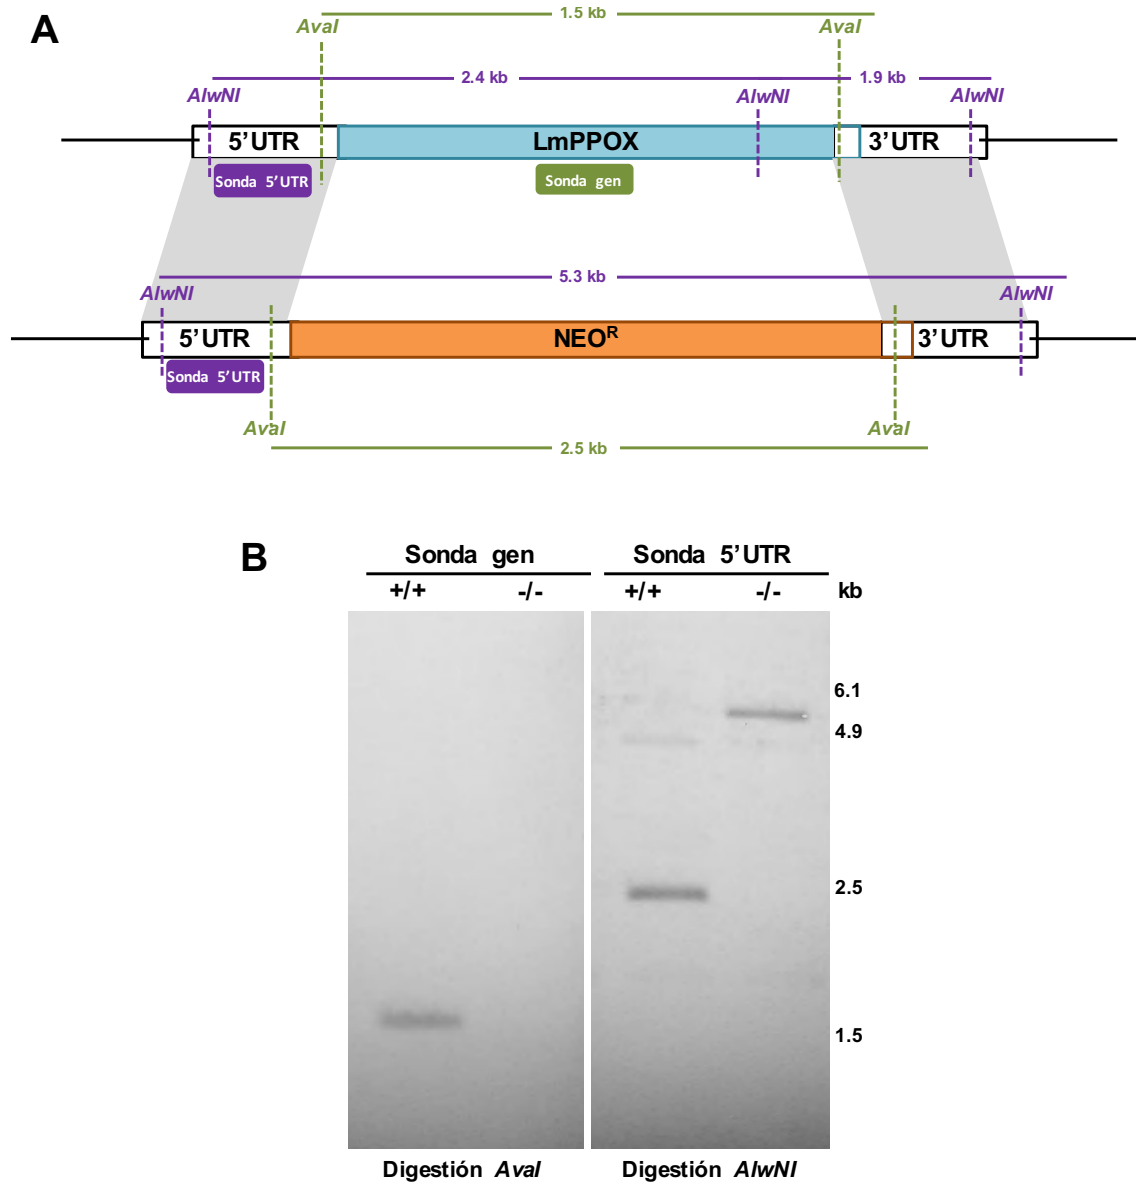 A
1.5 kb
AvaI
AvaI
2.4 kb
1.9 kb
AlwNI
AlwNI
AlwNI
5'UTR
LmPPOX
3'UTR
Sonda 5'UTR
Sonda gen
5.3 kb
AlwNI
AlwNI
5'UTR
NEOR
3'UTR
Sonda 5'UTR
AvaI
AvaI
2.5 kb
B
Sonda gen
Sonda 5'UTR
+/+
-/-
+/+
-/-
kb
6.1
4.9
2.5
1.5
Digestión AvaI
Digestión AlwNI